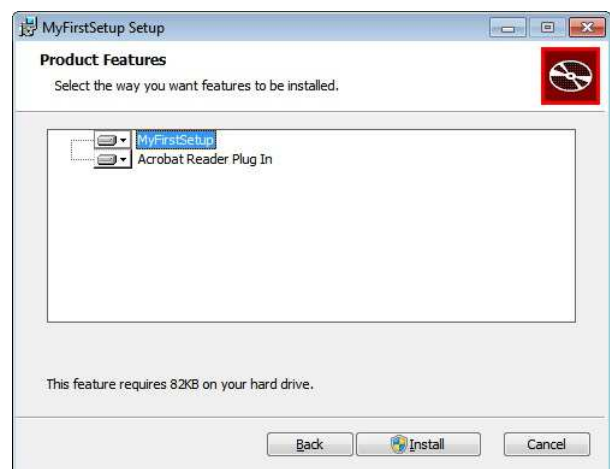 MyFirstSetup Setup
Product Features
Select the way you want features to be installed.
MyFirstSetup
Acrobat Reader Plug In
This feature requires 82KB on your hard drive.
Back Install Cancel